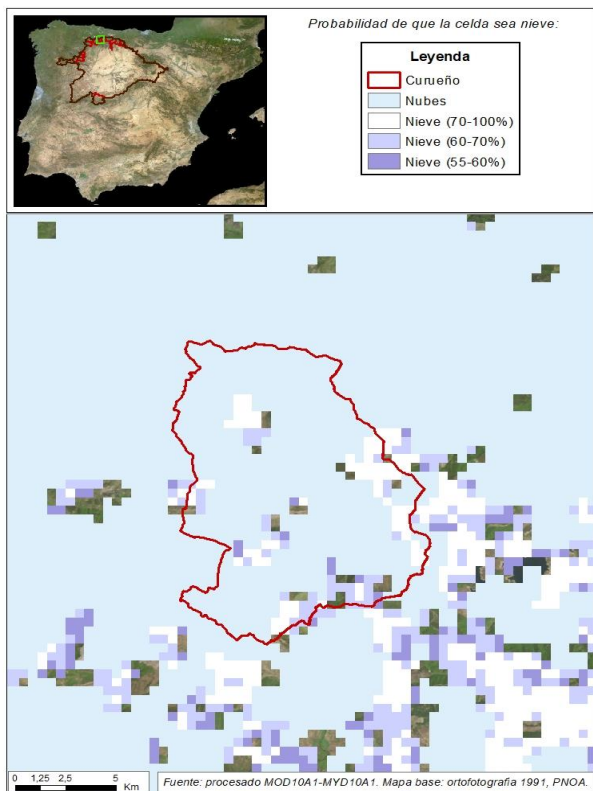 Probabilidad de que la celda sea nieve:
Leyenda
Curueño
Nubes
Nieve (70-100%)
Nieve (60-70%)
Nieve (55-60%)
0 1,25 2,5 5
Km
Fuente: procesado MOD10A1-MYD10A1. Mapa base: ortofotografia 1991, PNOA.